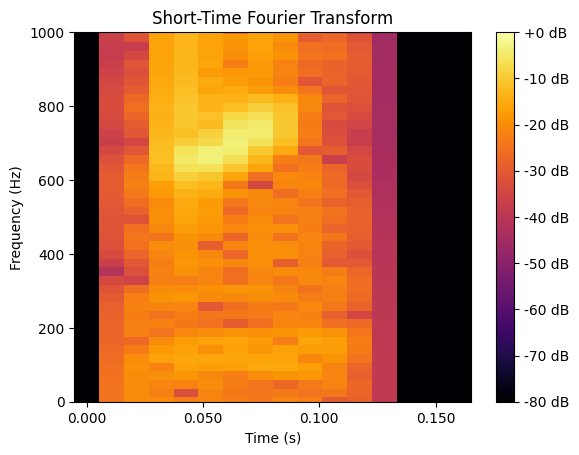 Short-Time Fourier Transform
1000
800
600
400
200
0
Frequency (Hz)
0.000
0.050
0.100
0.150
Time (s)
+0 dB
-10 dB
-20 dB
-30 dB
-40 dB
-50 dB
-60 dB
-70 dB
-80 dB